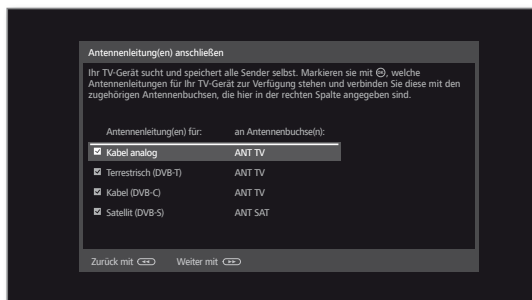 Antennenleitung(en) anschließen
Ihr TV-Gerät sucht und speichert alle Sender selbst. Markieren sie mit , welche
Antennenleitungen für Ihr TV-Gerät zur Verfügung stehen und verbinden Sie diese mit den
zugehörigen Antennenbuchsen, die hier in der rechten Spalte angegeben sind.
Antennenleitung(en) für: an Antennenbuchse(n):
Kabel analog ANT TV
Terrestrisch (DVB-T) ANT TV
Kabel (DVB-C) ANT TV
Satellit (DVB-S) ANT SAT
Zurück mit Weiter mit